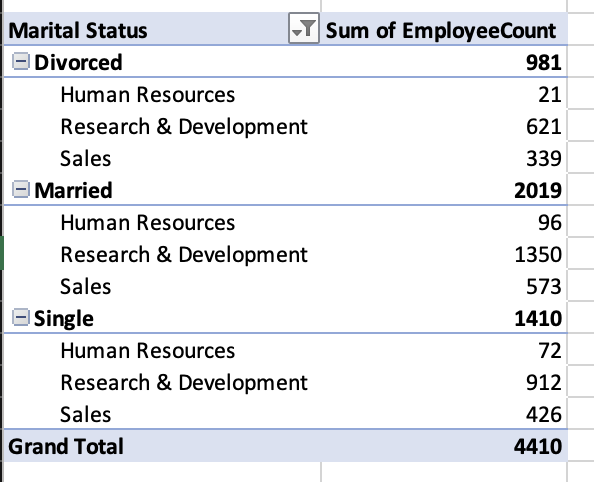 Marital Status Sum of EmployeeCount
Divorced 981
Human Resources 21
Research & Development 621
Sales 339
Married 2019
Human Resources 96
Research & Development 1350
Sales 573
Single 1410
Human Resources 72
Research & Development 912
Sales 426
Grand Total 4410